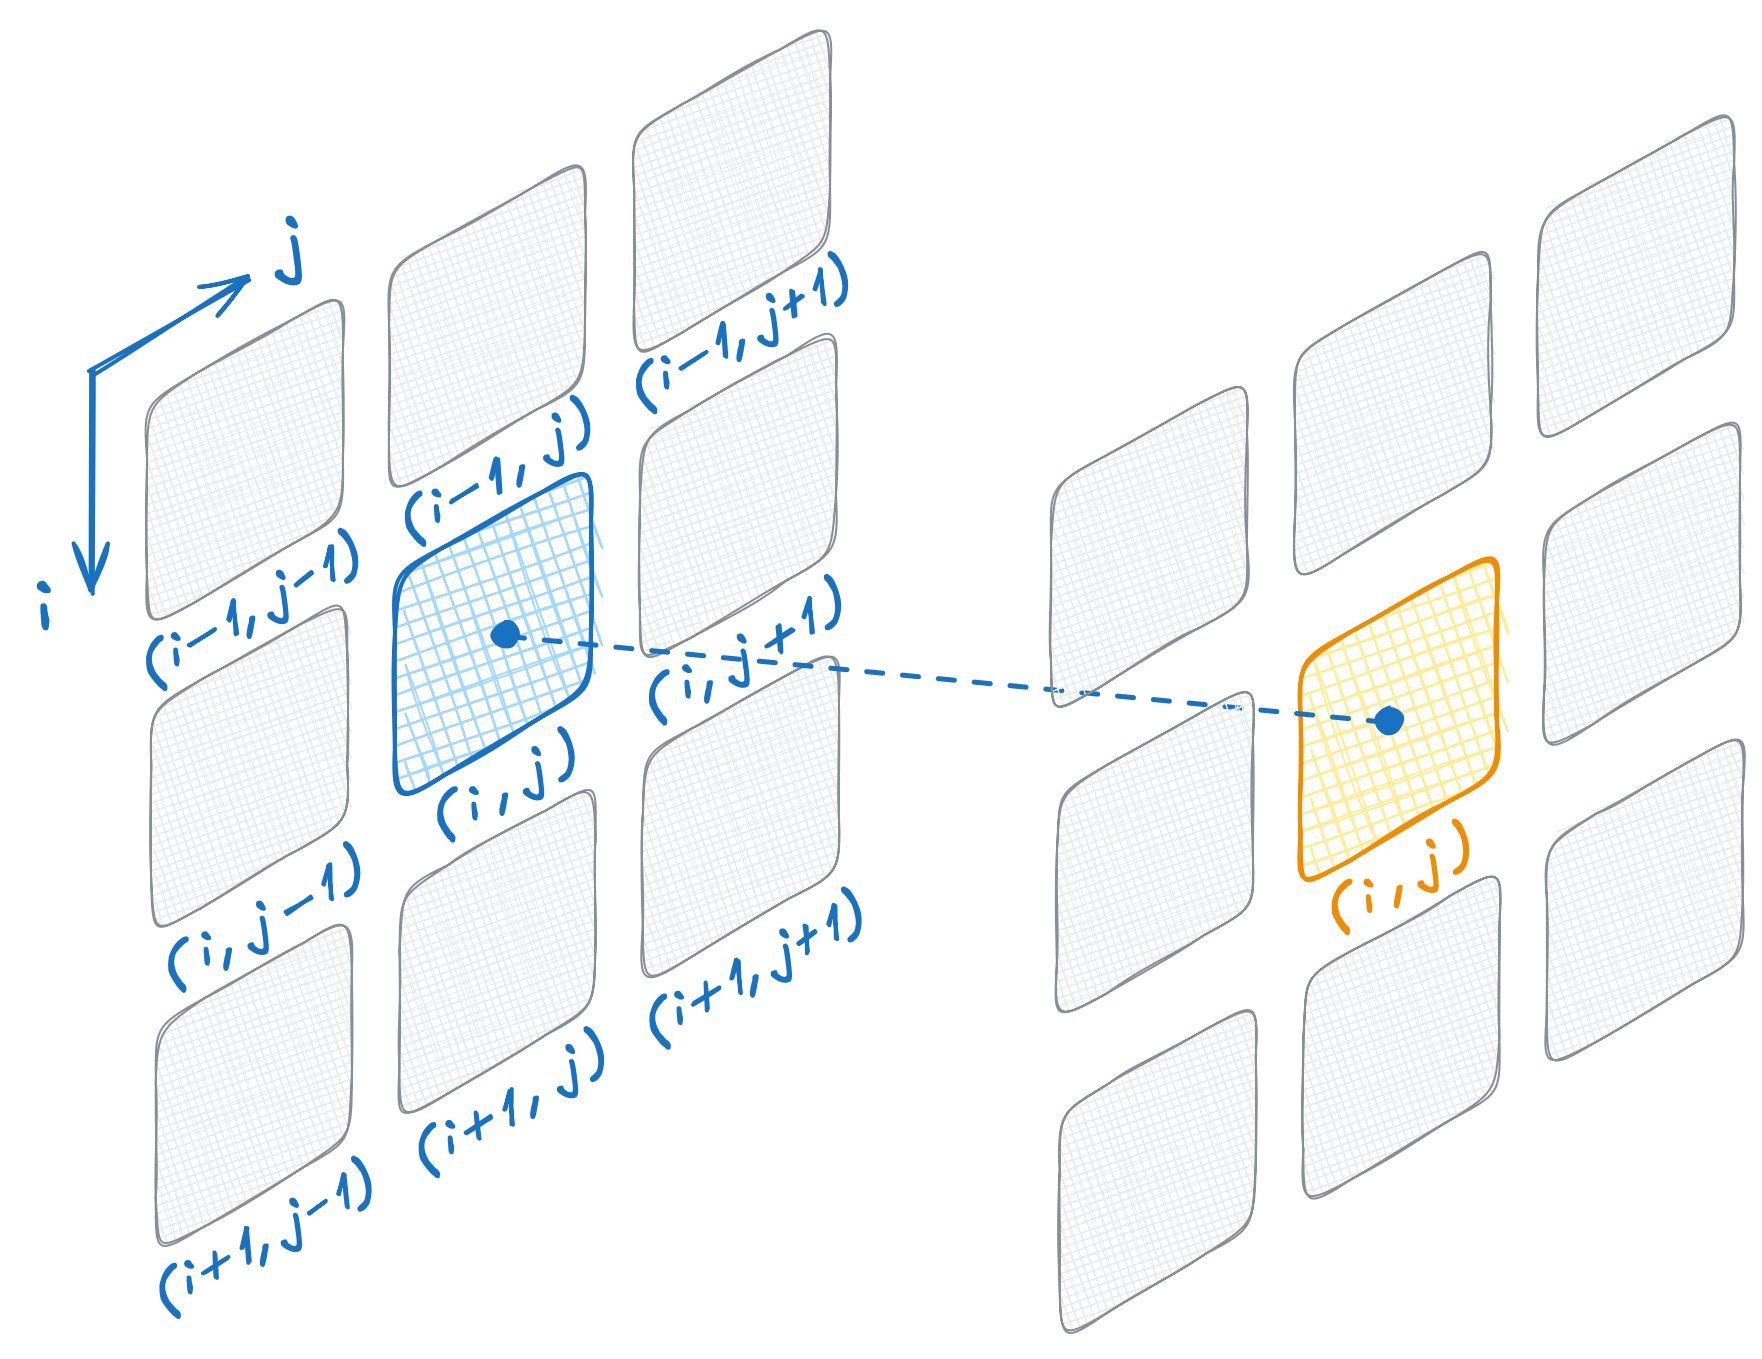 j
i
(i-1, j-1)
(i-1, j)
(i-1, j+1)
(i, j-1)
(i, j)
(i, j+1)
(i+1, j-1)
(i+1, j)
(i+1, j+1)
(i, j)